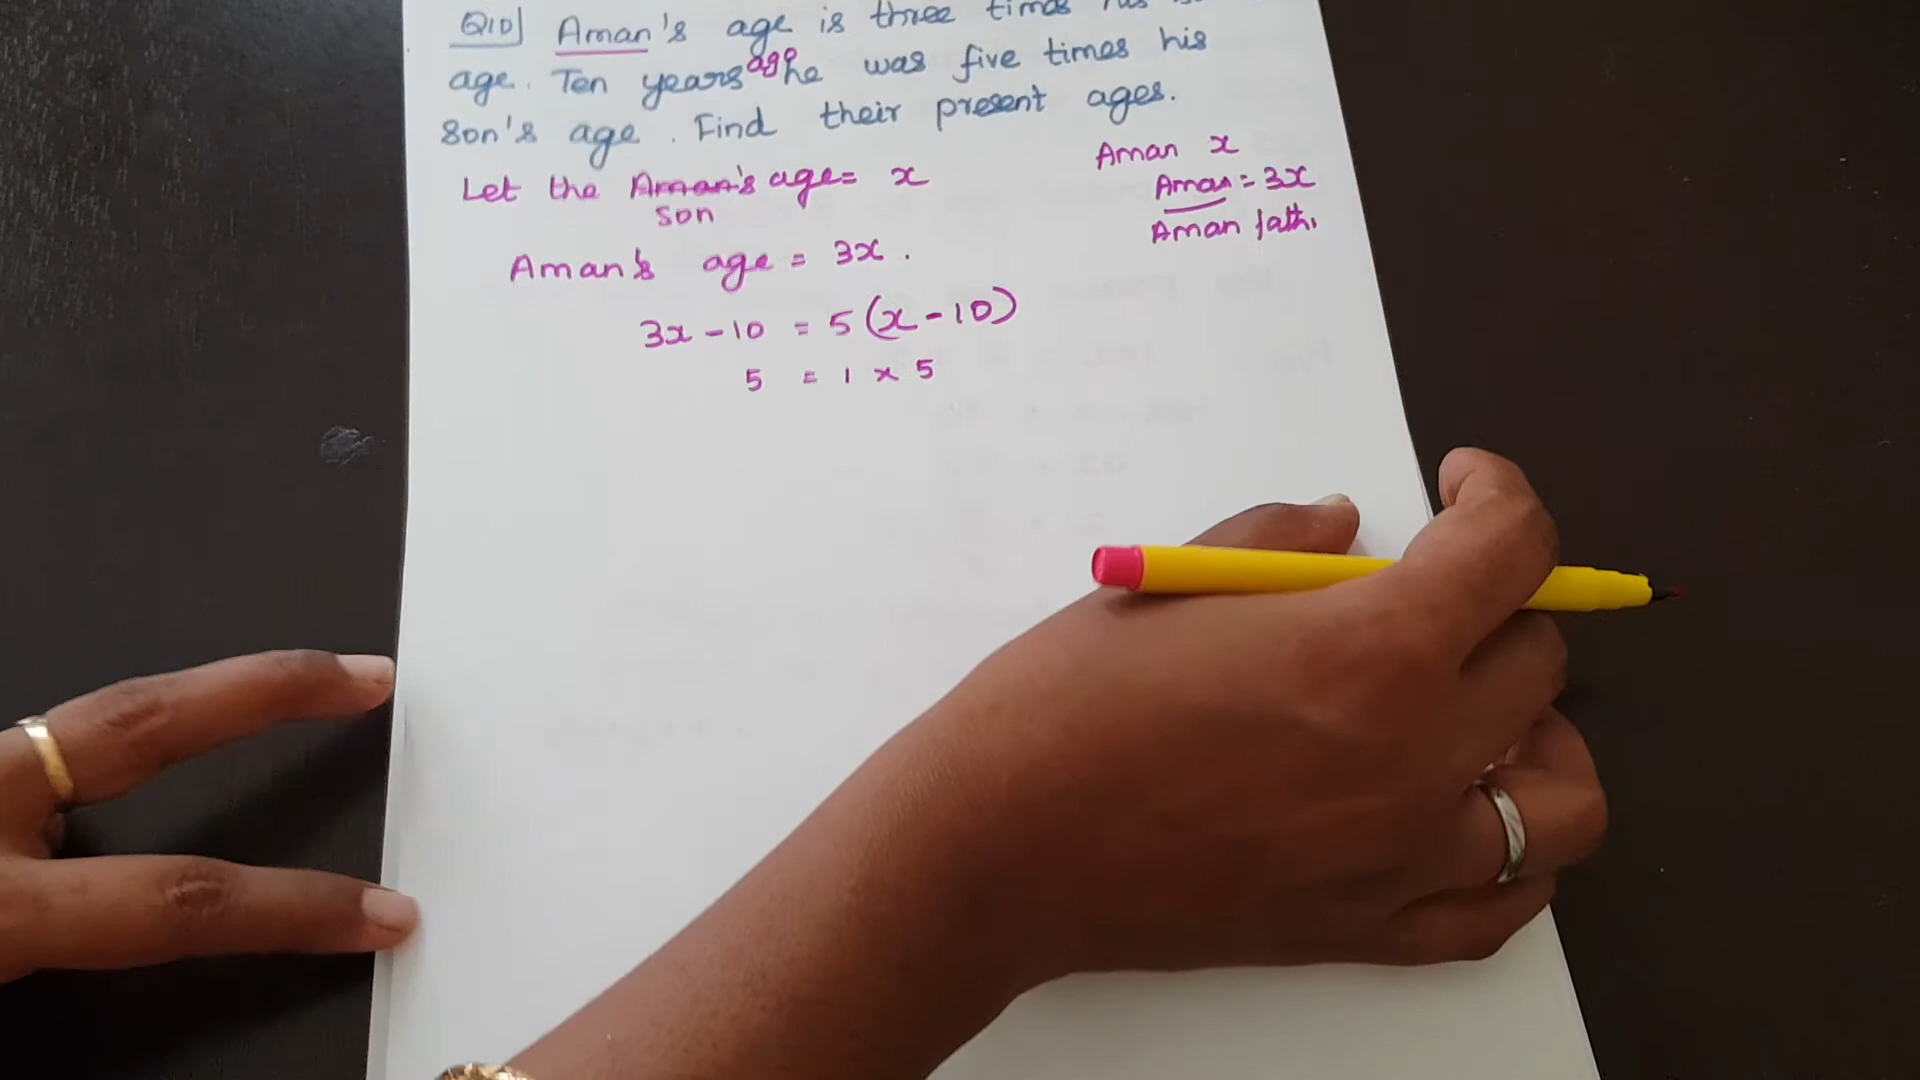 Q10] Aman's age is three times his
age. Ten years ago he was five times his
son's age. Find their present ages.
Let the Aman's age = x
son
Aman x
Aman = 3x
Aman fath
Aman's age = 3x.
3x - 10 = 5(x - 10)
5 = 1 x 5